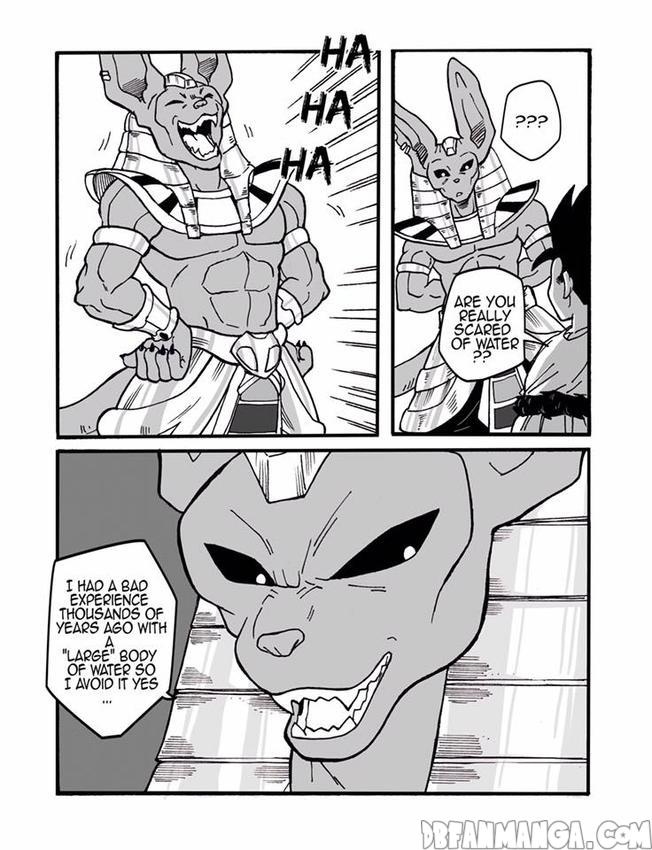 ???
ARE YOU
REALLY
SCARED
OF WATER
??
HA
HA
HA
I HAD A BAD
EXPERIENCE
THOUSANDS OF
YEARS AGO WITH
A
"LARGE" BODY
OF WATER SO
I AVOID IT YES
...
DBFANMANGA.COM